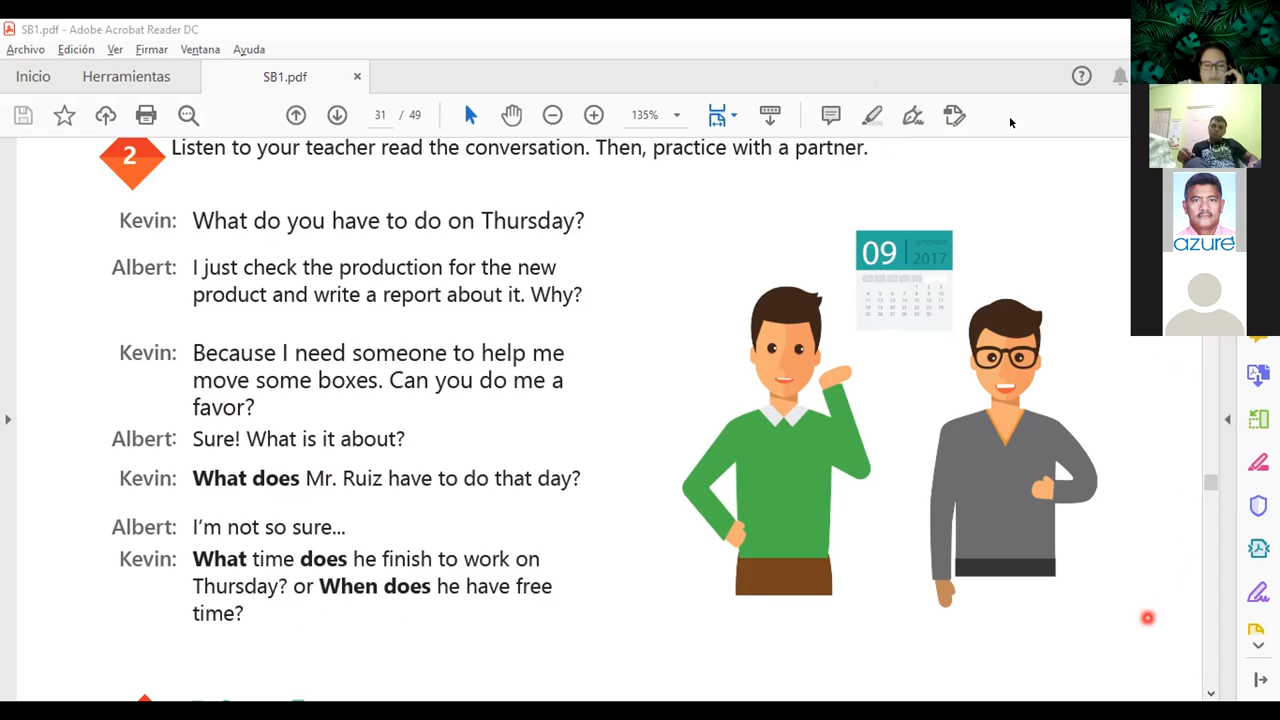 SB1.pdf - Adobe Acrobat Reader DC
Archivo Edición Ver Firmar Ventana Ayuda
Inicio Herramientas SB1.pdf ×
31 / 49 135%
2 Listen to your teacher read the conversation. Then, practice with a partner.
Kevin: What do you have to do on Thursday?
Albert: I just check the production for the new
product and write a report about it. Why?
Kevin: Because I need someone to help me
move some boxes. Can you do me a
favor?
Albert: Sure! What is it about?
Kevin: What does Mr. Ruiz have to do that day?
Albert: I'm not so sure...
Kevin: What time does he finish to work on
Thursday? or When does he have free
time?
09
2017
azure